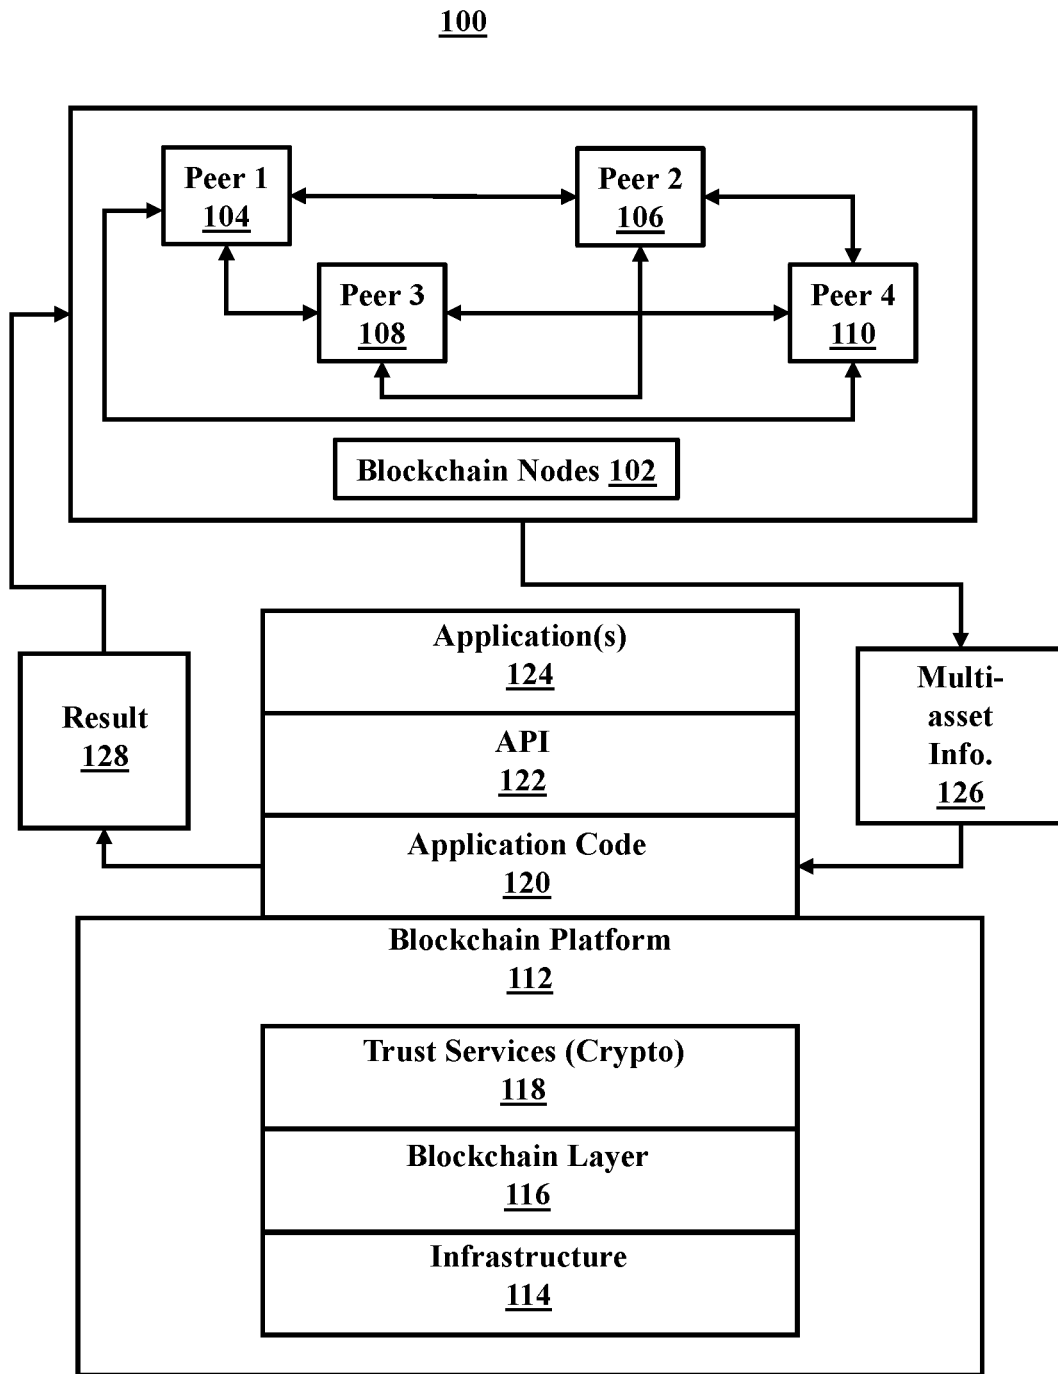 100
Peer 1
104
Peer 2
106
Peer 3
108
Peer 4
110
Blockchain Nodes 102
Application(s)
124
API
122
Application Code
120
Result
128
Multi-
asset
Info.
126
Blockchain Platform
112
Trust Services (Crypto)
118
Blockchain Layer
116
Infrastructure
114